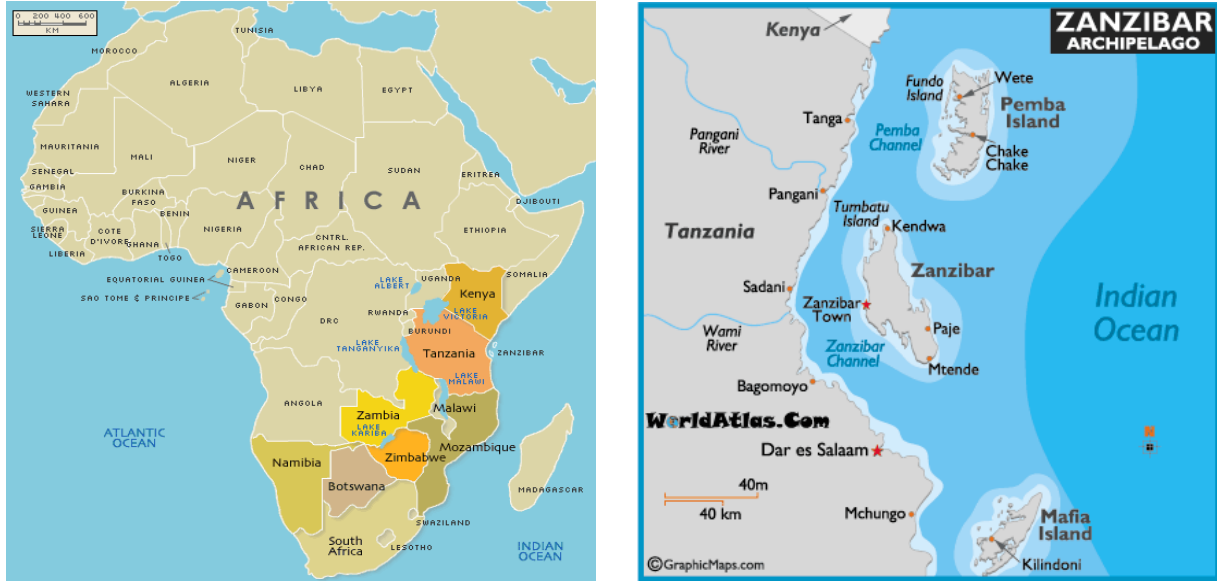 0 200 400 600
KM
TUNISIA
MOROCCO
ALGERIA
LIBYA
EGYPT
WESTERN
SAHARA
MAURITANIA
MALI
NIGER
CHAD
SUDAN
ERITREA
SENEGAL
GAMBIA
BURKINA
FASO
DJIBOUTI
GUINEA
BENIN
AFRICA
SIERRA
LEONE
COTE
D'IVORE
GHANA
NIGERIA
ETHIOPIA
LIBERIA
TOGO
CNTRL.
AFRICAN REP.
CAMEROON
SOMALIA
EQUATORIAL GUINEA
LAKE
ALBERT
UGANDA
Kenya
SAO TOME & PRINCIPE
GABON
CONGO
DRC
RWANDA
LAKE
VICTORIA
BURUNDI
LAKE
TANGANYIKA
Tanzania
ZANZIBAR
LAKE
MALAWI
ANGOLA
Zambia
Malawi
LAKE
KARIBA
ATLANTIC
OCEAN
Mozambique
Zimbabwe
Namibia
Botswana
MADAGASCAR
SWAZILAND
South
Africa
LESOTHO
INDIAN
OCEAN
ZANZIBAR
ARCHIPELAGO
Kenya
Fundo
Island
Wete
Pemba
Island
Tanga
Pangani
River
Pemba
Channel
Chake
Chake
Pangani
Tumbatu
Island
Kendwa
Tanzania
Zanzibar
Sadani
Zanzibar
Town
Indian
Ocean
Wami
River
Paje
Zanzibar
Channel
Mtende
Bagomoyo
WorldAtlas.Com
Dar es Salaam
40m
40 km
Mchungo
Mafia
Island
Kilindoni
©GraphicMaps.com